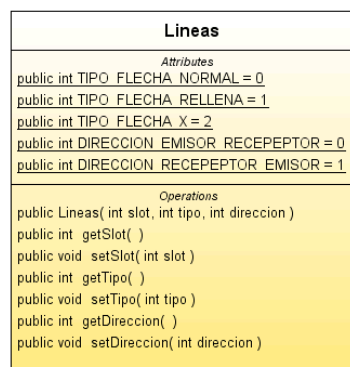 Lineas
Attributes
public int TIPO_FLECHA_NORMAL = 0
public int TIPO_FLECHA_RELLENA = 1
public int TIPO_FLECHA_X = 2
public int DIRECCION_EMISOR_RECEPEPTOR = 0
public int DIRECCION_RECEPEPTOR_EMISOR = 1
Operations
public Lineas( int slot, int tipo, int direccion )
public int getSlot( )
public void setSlot( int slot )
public int getTipo( )
public void setTipo( int tipo )
public int getDireccion( )
public void setDireccion( int direccion )